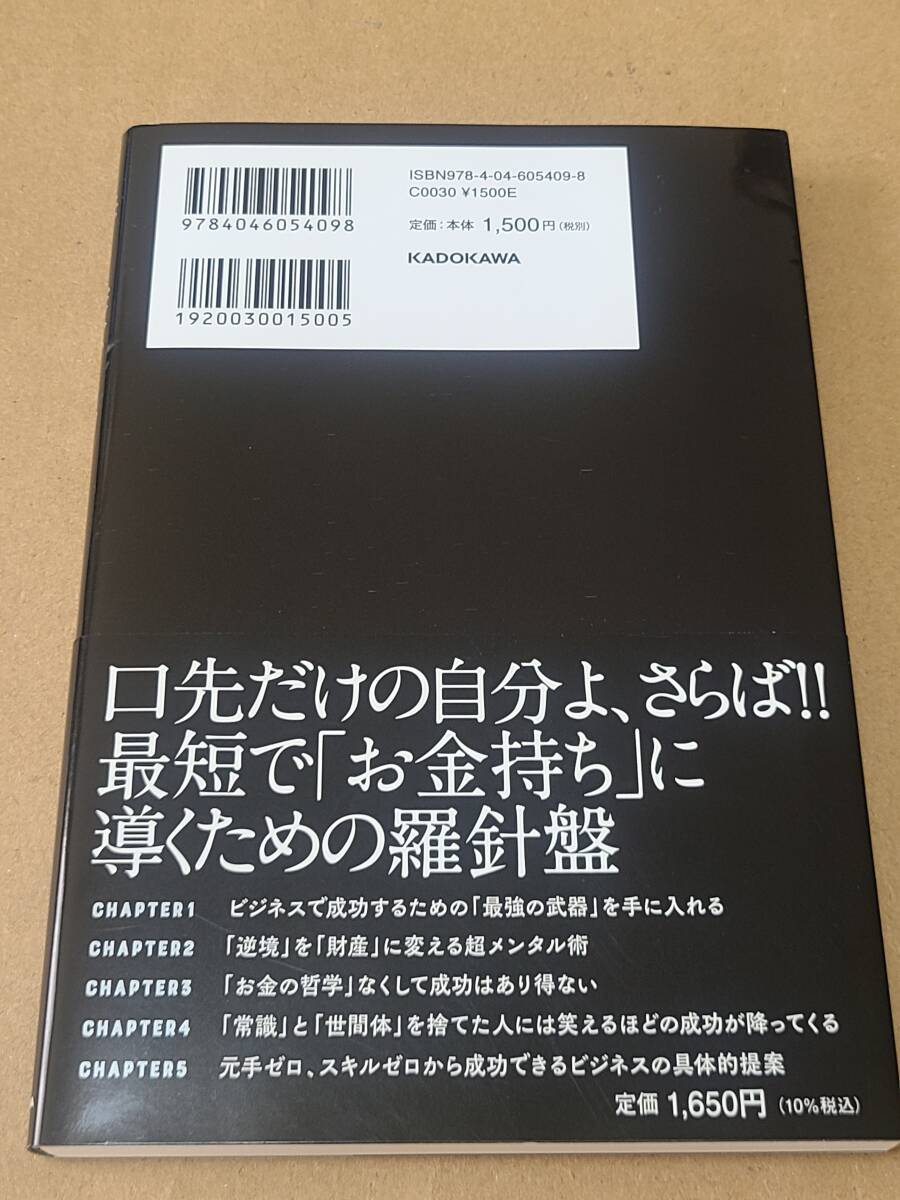 ISBN978-4-04-605409-8
C0030 ¥1500E
9784046054098
定価：本体 1,500円（税別）
KADOKAWA
1920030015005
口先だけの自分よ、さらば!!
最短で「お金持ち」に
導くための羅針盤
CHAPTER1 ビジネスで成功するための「最強の武器」を手に入れる
CHAPTER2 「逆境」を「財産」に変える超メンタル術
CHAPTER3 「お金の哲学」なくして成功はあり得ない
CHAPTER4 「常識」と「世間体」を捨てた人には笑えるほどの成功が降ってくる
CHAPTER5 元手ゼロ、スキルゼロから成功できるビジネスの具体的提案
定価 1,650円（10%税込）